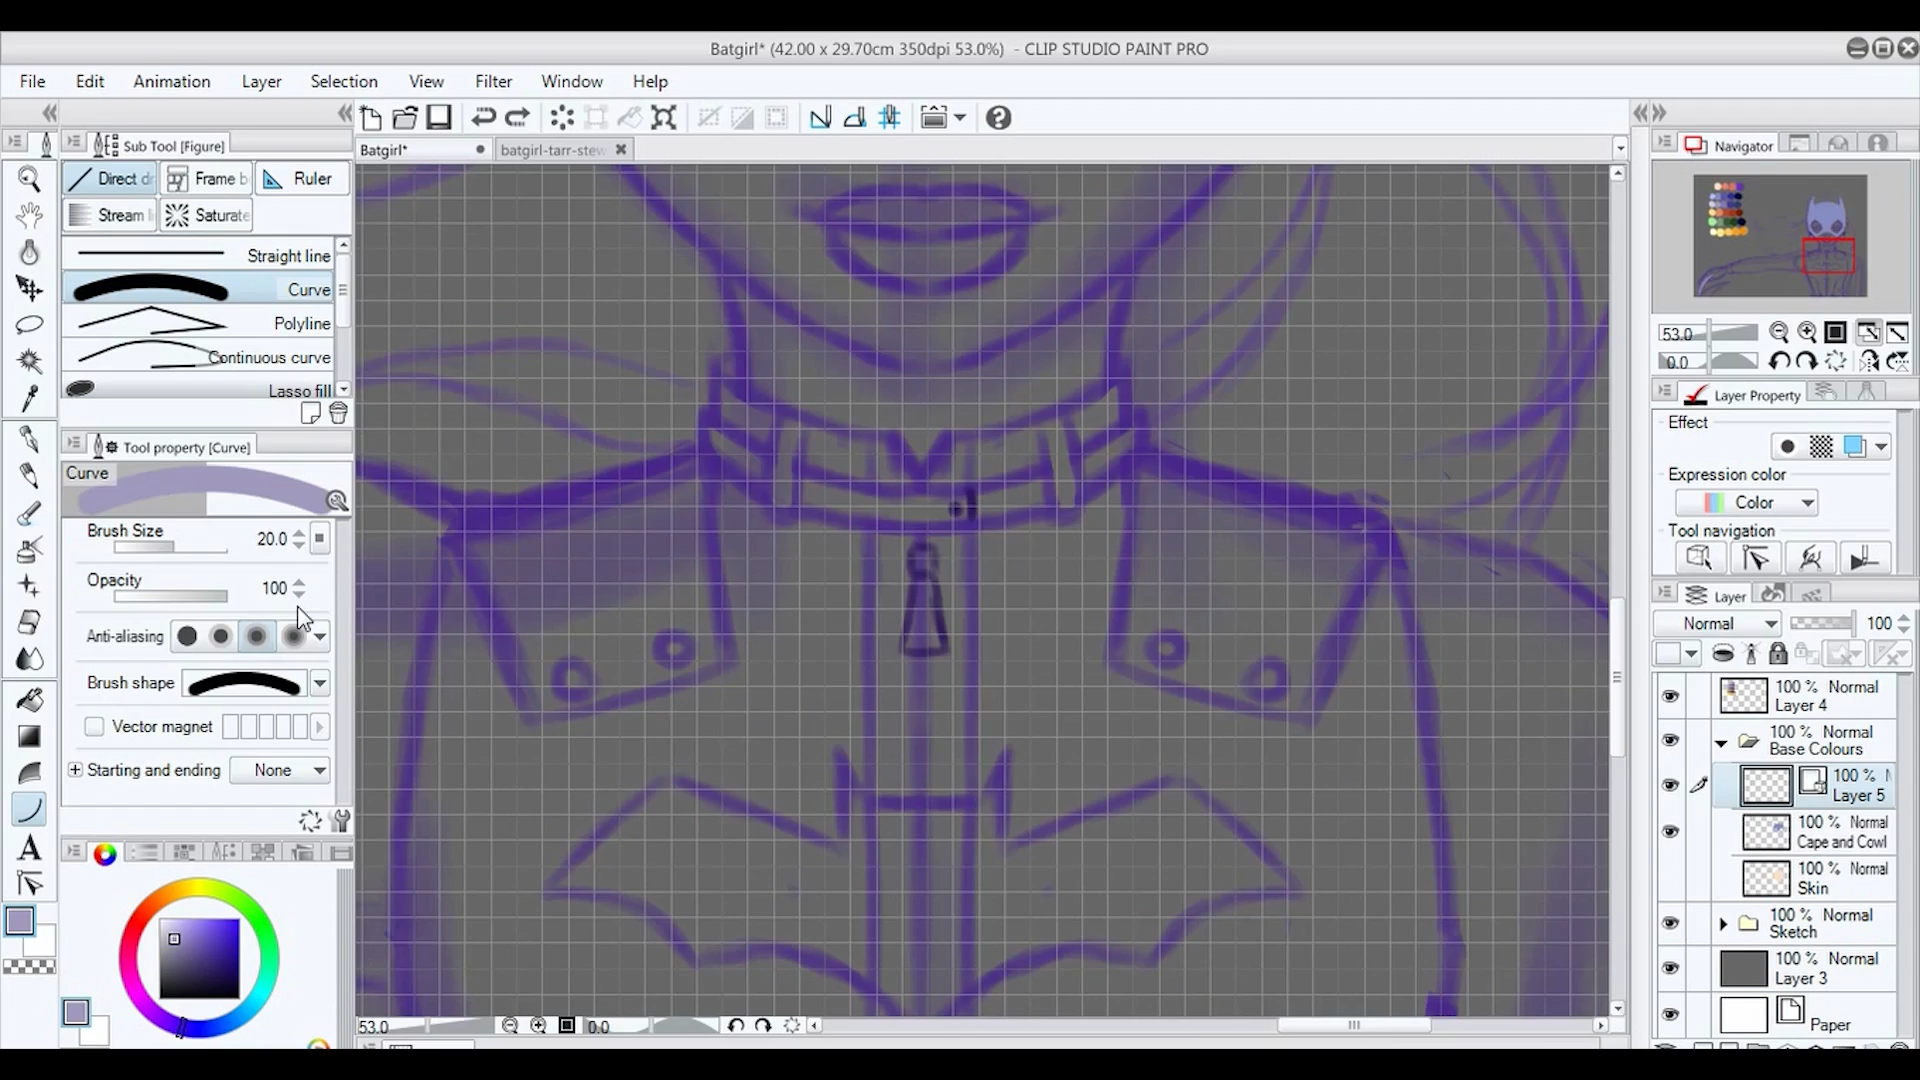 Batgirl* (42.00 x 29.70cm 350dpi 53.0%) - CLIP STUDIO PAINT PRO
File Edit Animation Layer Selection View Filter Window Help
Sub Tool [Figure]
Batgirl*
batgirl-tarr-stew
Direct dr
Frame b
Ruler
Stream li
Saturate
Straight line
Curve
Polyline
Continuous curve
Lasso fill
Tool property [Curve]
Curve
Brush Size 20.0
Opacity 100
Anti-aliasing
Brush shape
Vector magnet
Starting and ending None
A
53.0
0.0
Navigator
53.0
0.0
Layer Property
Effect
Expression color
Color
Tool navigation
Layer
Normal 100
100 % Normal
Layer 4
100 % Normal
Base Colours
100 % N
Layer 5
100 % Normal
Cape and Cowl
100 % Normal
Skin
100 % Normal
Sketch
100 % Normal
Layer 3
Paper